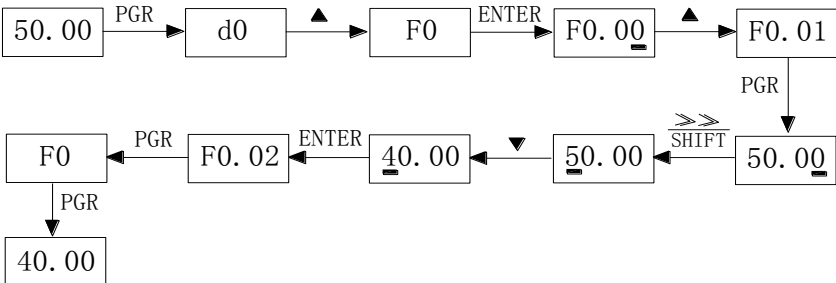 50.00 PGR d0 ▲ F0 ENTER F0.00 ▲ F0.01
PGR
50.00 >> SHIFT 50.00 ▼ 40.00 ENTER F0.02 PGR F0
PGR
40.00